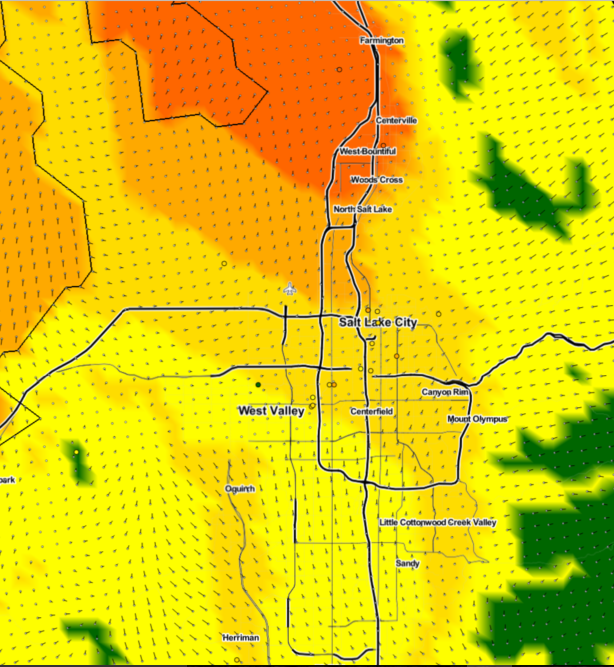 Farmington
Centerville
West Bountiful
Woods Cross
North Salt Lake
Salt Lake City
Canyon Rim
West Valley
Centerfield
Mount Olympus
park
Oquirrh
Little Cottonwood Creek Valley
Sandy
Herriman